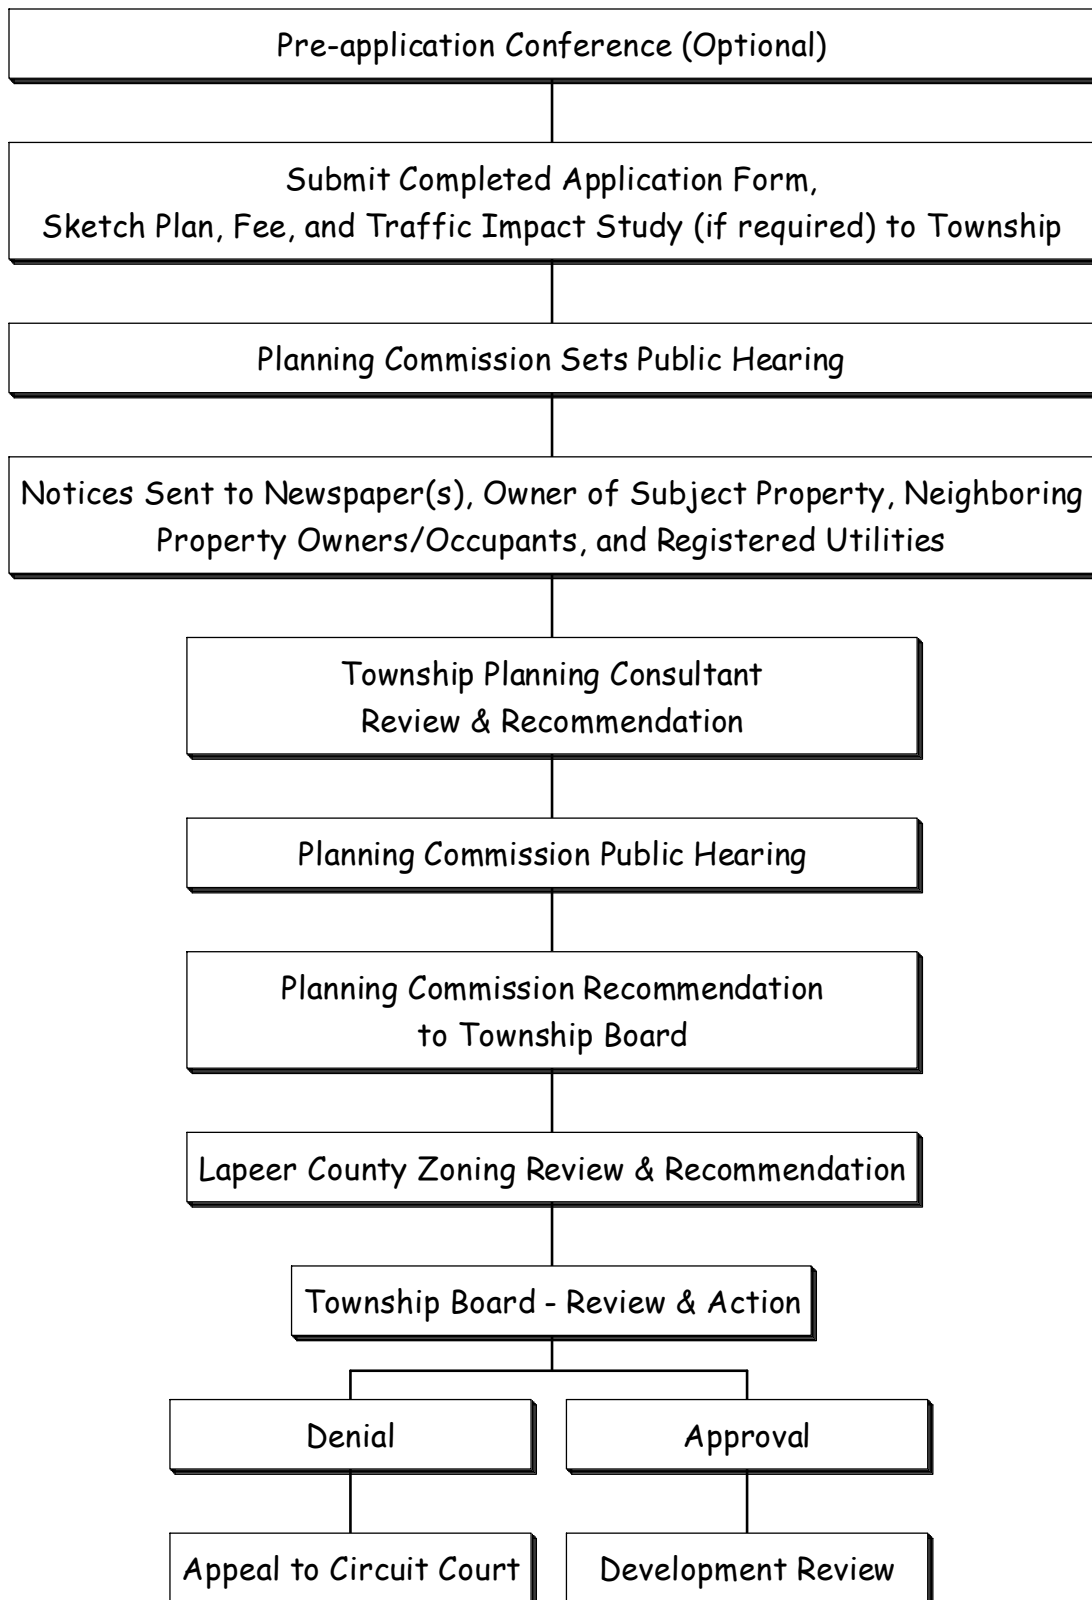 Pre-application Conference (Optional)
Submit Completed Application Form,
Sketch Plan, Fee, and Traffic Impact Study (if required) to Township
Planning Commission Sets Public Hearing
Notices Sent to Newspaper(s), Owner of Subject Property, Neighboring
Property Owners/Occupants, and Registered Utilities
Township Planning Consultant
Review & Recommendation
Planning Commission Public Hearing
Planning Commission Recommendation
to Township Board
Lapeer County Zoning Review & Recommendation
Township Board - Review & Action
Denial
Approval
Appeal to Circuit Court
Development Review